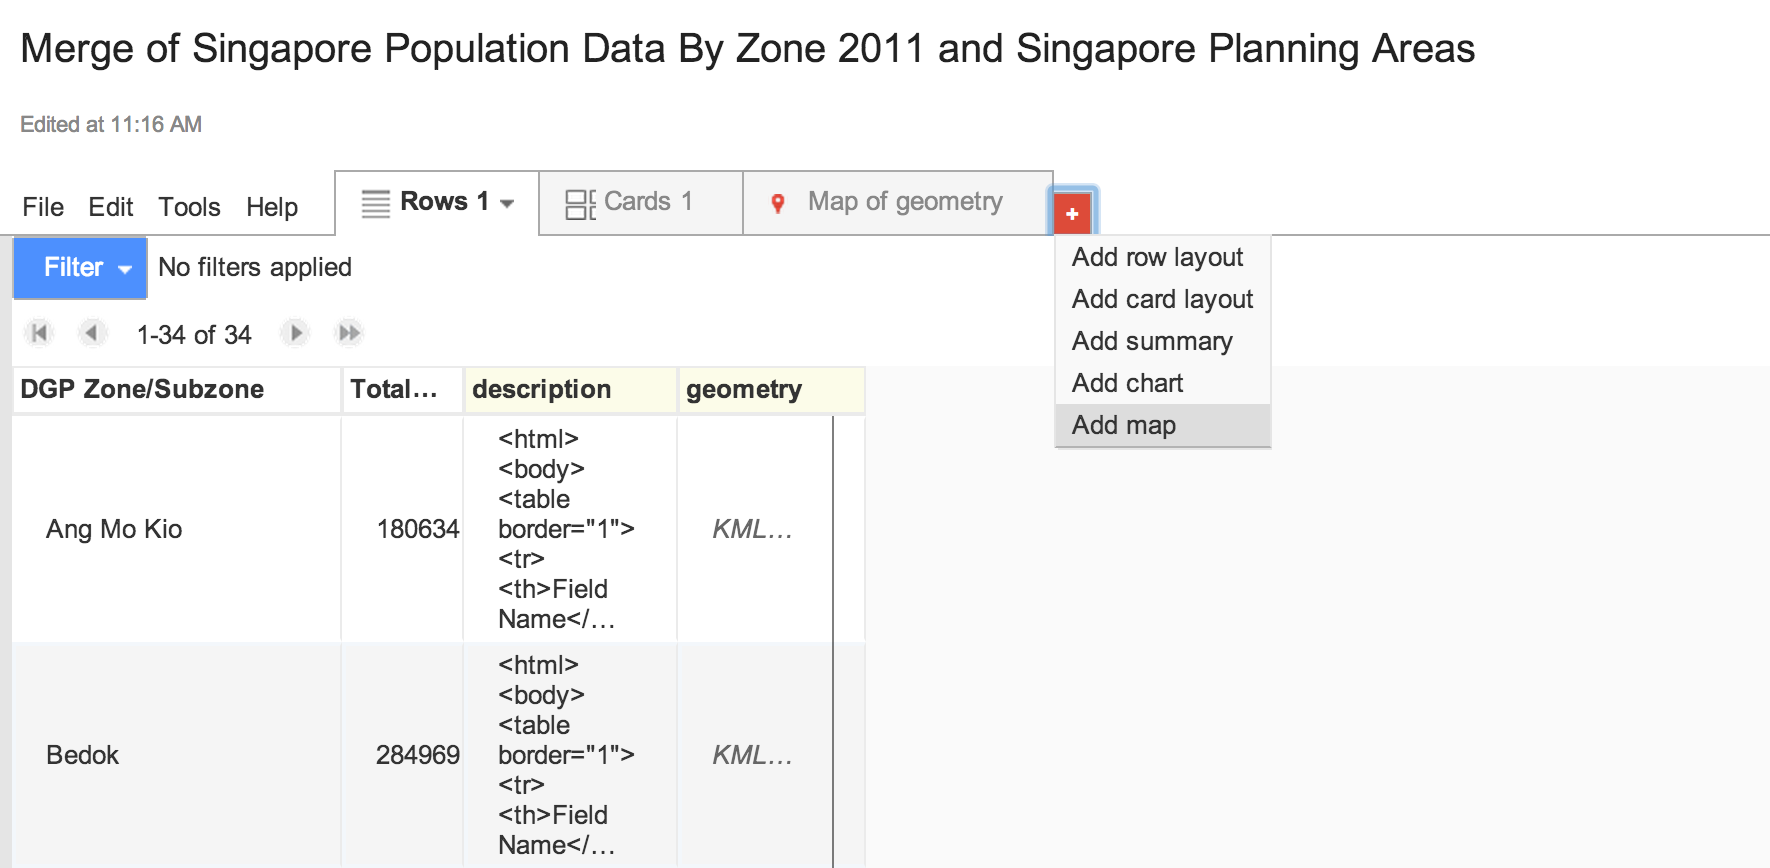 Merge of Singapore Population Data By Zone 2011 and Singapore Planning Areas
Edited at 11:16 AM
File Edit Tools Help Rows 1 Cards 1 Map of geometry +
Filter No filters applied
Add row layout
Add card layout
Add summary
Add chart
Add map
1-34 of 34
DGP Zone/Subzone Total... description geometry
<html>
<body>
<table
Ang Mo Kio 180634 border="1"> KML...
<tr>
<th>Field
Name</...
<html>
<body>
<table
Bedok 284969 border="1"> KML...
<tr>
<th>Field
Name</...